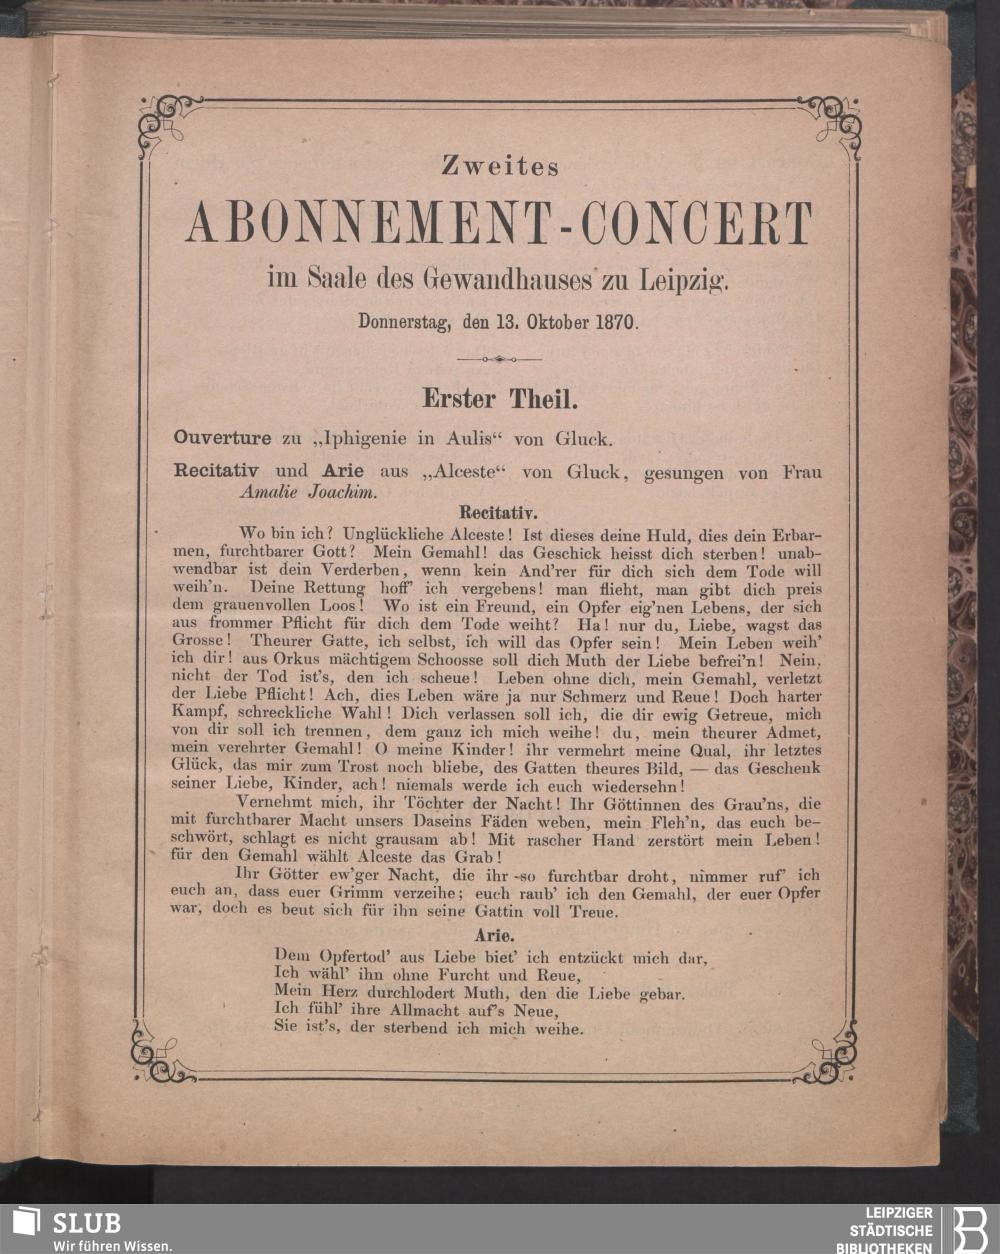 Zweites
ABONNEMENT-CONCERT
im Saale des Gewandhauses zu Leipzig.
Donnerstag, den 13. Oktober 1870.
Erster Theil.
Ouverture zu „Iphigenie in Aulis“ von Gluck.
Recitativ und Arie aus „Alceste“ von Gluck, gesungen von Frau
Amalie Joachim.
Recitativ.
Wo bin ich? Unglückliche Alceste! Ist dieses deine Huld, dies dein Erbar-
men, furchtbarer Gott? Mein Gemahl! das Geschick heisst dich sterben! unab-
wendbar ist dein Verderben, wenn kein And'rer für dich sich dem Tode will
weih'n. Deine Rettung hoff' ich vergebens! man flieht, man gibt dich preis
dem grauenvollen Loos! Wo ist ein Freund, ein Opfer eig'nen Lebens, der sich
aus frommer Pflicht für dich dem Tode weiht? Ha! nur du, Liebe, wagst das
Grosse! Theurer Gatte, ich selbst, ich will das Opfer sein! Mein Leben weih'
ich dir! aus Orkus mächtigem Schoosse soll dich Muth der Liebe befrei'n! Nein,
nicht der Tod ist's, den ich scheue! Leben ohne dich, mein Gemahl, verletzt
der Liebe Pflicht! Ach, dies Leben wäre ja nur Schmerz und Reue! Doch harter
Kampf, schreckliche Wahl! Dich verlassen soll ich, die dir ewig Getreue, mich
von dir soll ich trennen, dem ganz ich mich weihe! du, mein theurer Admet,
mein verehrter Gemahl! O meine Kinder! ihr vermehrt meine Qual, ihr letztes
Glück, das mir zum Trost noch bliebe, des Gatten theures Bild, — das Geschenk
seiner Liebe, Kinder, ach! niemals werde ich euch wiedersehn!
Vernehmt mich, ihr Töchter der Nacht! Ihr Göttinnen des Grau'ns, die
mit furchtbarer Macht unsers Daseins Fäden weben, mein Fleh'n, das euch be-
schwört, schlagt es nicht grausam ab! Mit rascher Hand zerstört mein Leben!
für den Gemahl wählt Alceste das Grab!
Ihr Götter ew'ger Nacht, die ihr so furchtbar droht, nimmer ruf' ich
euch an, dass euer Grimm verzeihe; euch raub' ich den Gemahl, der euer Opfer
war, doch es beut sich für ihn seine Gattin voll Treue.
Arie.
Dem Opfertod' aus Liebe biet' ich entzückt mich dar,
Ich wähl' ihn ohne Furcht und Reue,
Mein Herz durchlodert Muth, den die Liebe gebar.
Ich fühl' ihre Allmacht auf's Neue,
Sie ist's, der sterbend ich mich weihe.
SLUB
Wir führen Wissen.
LEIPZIGER
STÄDTISCHE
BIBLIOTHEKEN